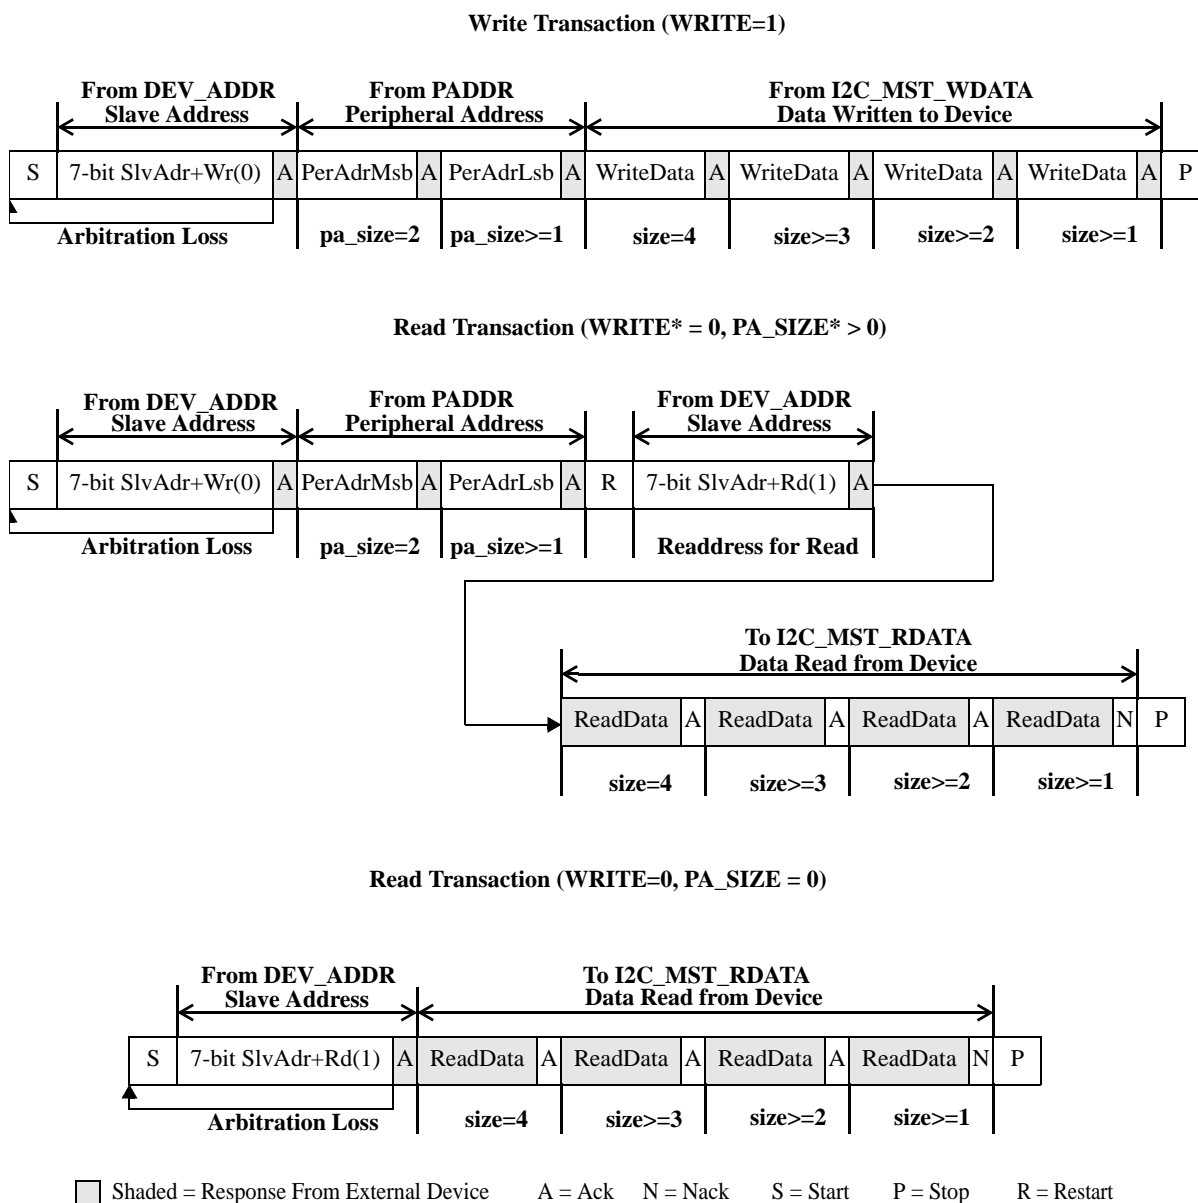 Write Transaction (WRITE=1)
From DEV_ADDR From PADDR From I2C_MST_WDATA
Slave Address Peripheral Address Data Written to Device
S 7-bit SlvAdr+Wr(0) A PerAdrMsb A PerAdrLsb A WriteData A WriteData A WriteData A WriteData A P
Arbitration Loss pa_size=2 pa_size>=1 size=4 size>=3 size>=2 size>=1
Read Transaction (WRITE* = 0, PA_SIZE* > 0)
From DEV_ADDR From PADDR From DEV_ADDR
Slave Address Peripheral Address Slave Address
S 7-bit SlvAdr+Wr(0) A PerAdrMsb A PerAdrLsb A R 7-bit SlvAdr+Rd(1) A
Arbitration Loss pa_size=2 pa_size>=1 Readdress for Read
To I2C_MST_RDATA
Data Read from Device
ReadData A ReadData A ReadData A ReadData N P
size=4 size>=3 size>=2 size>=1
Read Transaction (WRITE=0, PA_SIZE = 0)
From DEV_ADDR To I2C_MST_RDATA
Slave Address Data Read from Device
S 7-bit SlvAdr+Rd(1) A ReadData A ReadData A ReadData A ReadData N P
Arbitration Loss size=4 size>=3 size>=2 size>=1
Shaded = Response From External Device A = Ack N = Nack S = Start P = Stop R = Restart